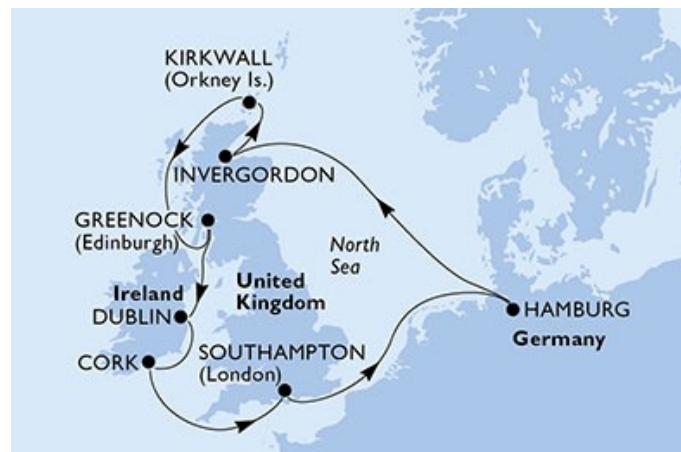 KIRKWALL
(Orkney Is.)
INVERGORDON
GREENOCK
(Edinburgh)
North
Sea
United
Kingdom
Ireland
DUBLIN
HAMBURG
Germany
SOUTHAMPTON
(London)
CORK